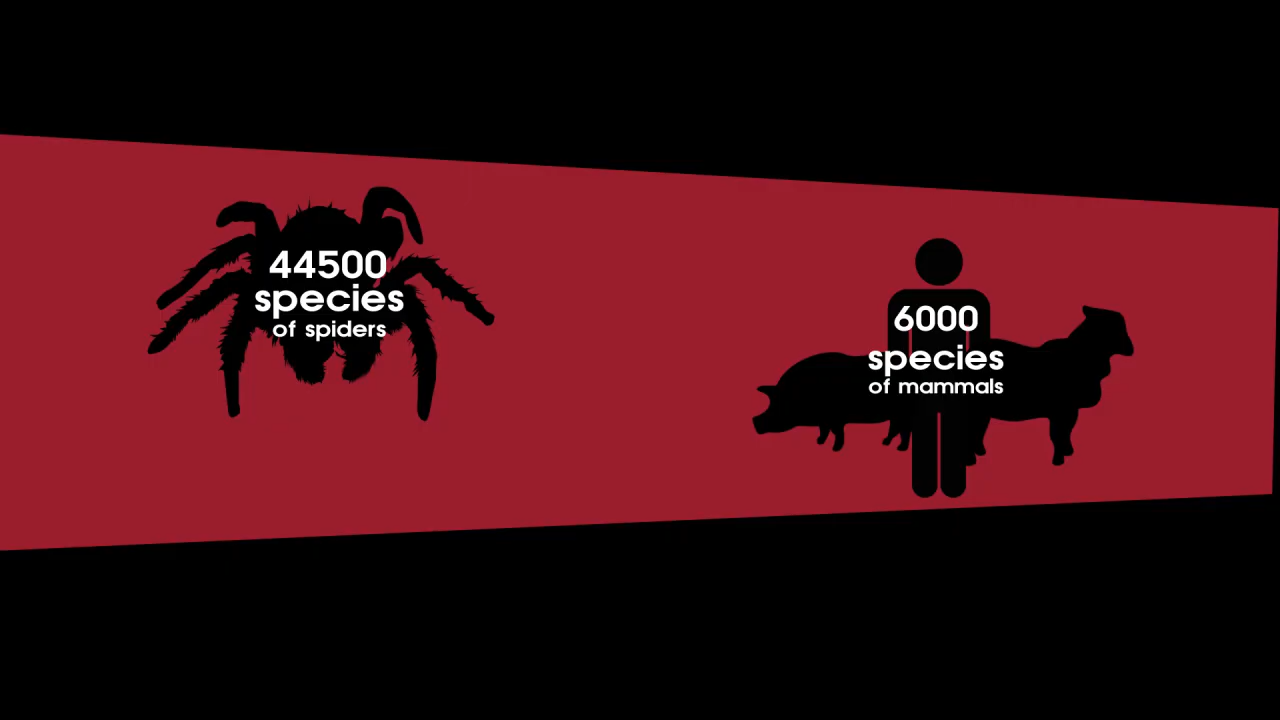 44500
species
of spiders
6000
species
of mammals